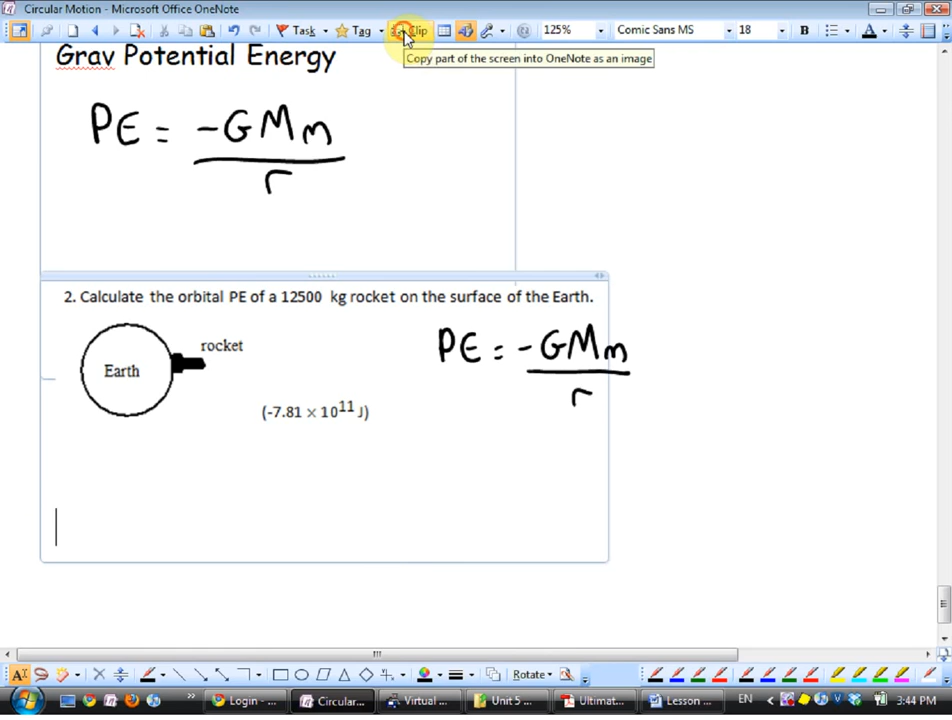 Circular Motion - Microsoft Office OneNote
Task Tag Clip 125% Comic Sans MS 18 B A
Copy part of the screen into OneNote as an image
Grav Potential Energy
PE = -GMm
r
2. Calculate the orbital PE of a 12500 kg rocket on the surface of the Earth.
rocket
Earth
PE = -GMm
r
(-7.81 × 10^11 J)
Rotate
Login - ... Circular... Virtual ... Unit 5 ... Ultimat... Lesson ... EN 3:44 PM